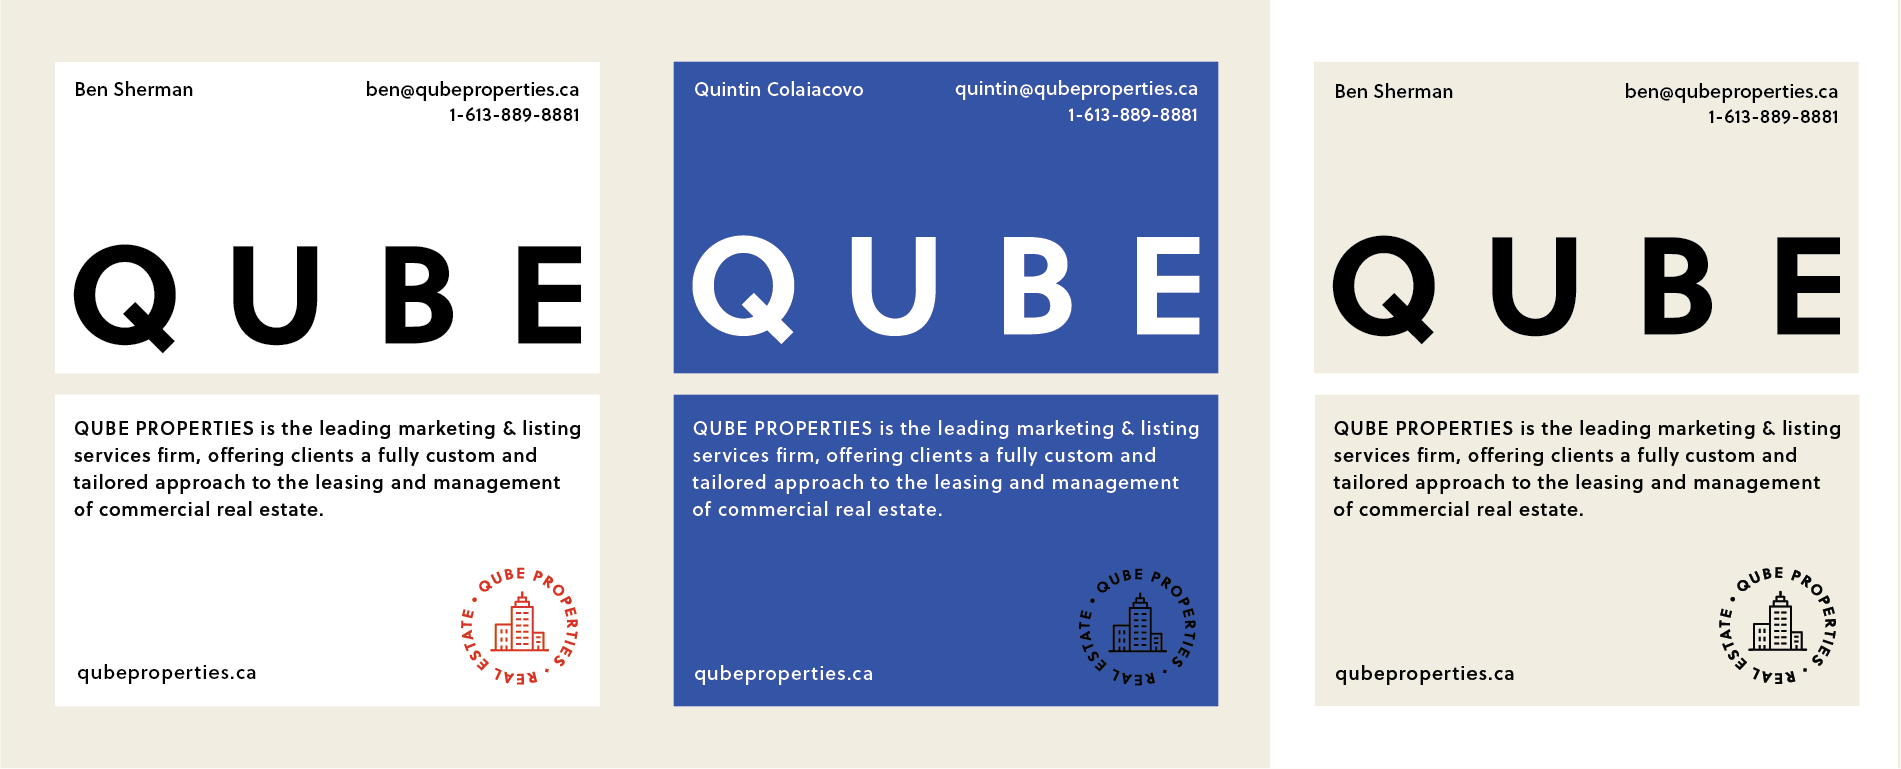 Ben Sherman
ben@qubeproperties.ca
1-613-889-8881
QUBE
QUBE PROPERTIES is the leading marketing & listing
services firm, offering clients a fully custom and
tailored approach to the leasing and management
of commercial real estate.
QUBE PROPERTIES • REAL ESTATE •
qubeproperties.ca
Quintin Colaiacovo
quintin@qubeproperties.ca
1-613-889-8881
QUBE
QUBE PROPERTIES is the leading marketing & listing
services firm, offering clients a fully custom and
tailored approach to the leasing and management
of commercial real estate.
QUBE PROPERTIES • REAL ESTATE •
qubeproperties.ca
Ben Sherman
ben@qubeproperties.ca
1-613-889-8881
QUBE
QUBE PROPERTIES is the leading marketing & listing
services firm, offering clients a fully custom and
tailored approach to the leasing and management
of commercial real estate.
QUBE PROPERTIES • REAL ESTATE •
qubeproperties.ca